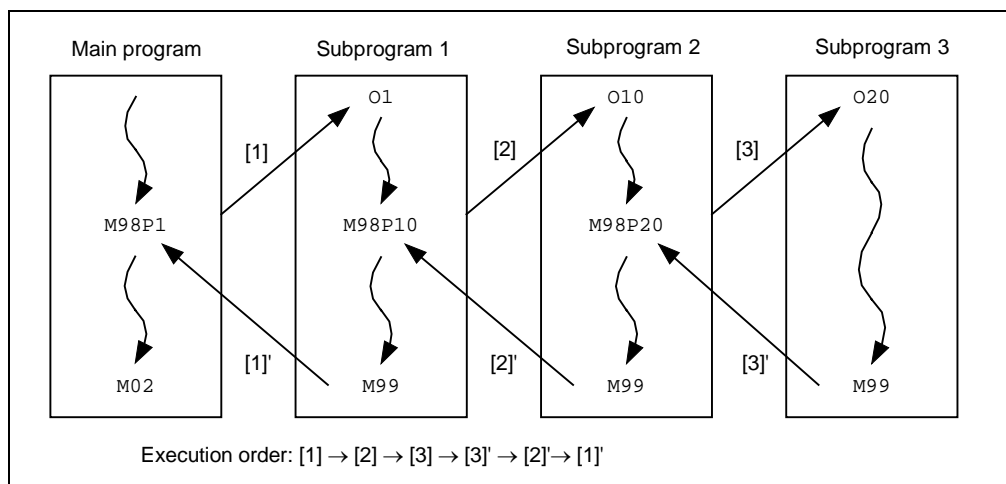 Main program
Subprogram 1
Subprogram 2
Subprogram 3
O1
O10
O20
[1]
[2]
[3]
M98P1
M98P10
M98P20
[1]'
[2]'
[3]'
M02
M99
M99
M99
Execution order: [1] → [2] → [3] → [3]' → [2]'→ [1]'